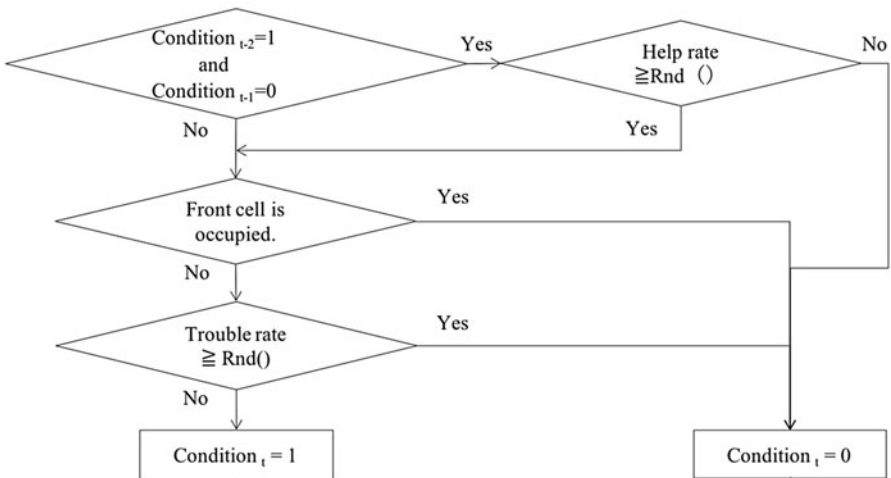 Condition t-2=1
and
Condition t-1=0
Yes
Help rate
≧Rnd （）
No
No
Yes
Front cell is
occupied.
Yes
No
Trouble rate
≧ Rnd()
Yes
No
Condition t = 1
Condition t = 0